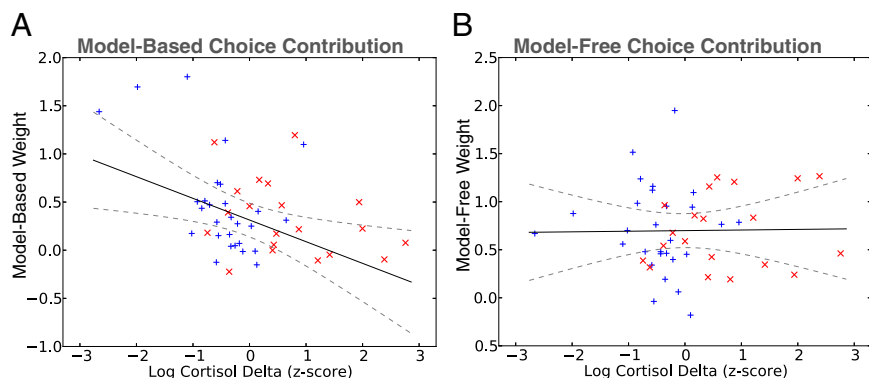 A
Model-Based Choice Contribution
Model-Based Weight
2.0
1.5
1.0
0.5
0.0
−0.5
−1.0
−3 −2 −1 0 1 2 3
Log Cortisol Delta (z-score)
B
Model-Free Choice Contribution
Model-Free Weight
2.5
2.0
1.5
1.0
0.5
0.0
0.5
−3 −2 −1 0 1 2 3
Log Cortisol Delta (z-score)